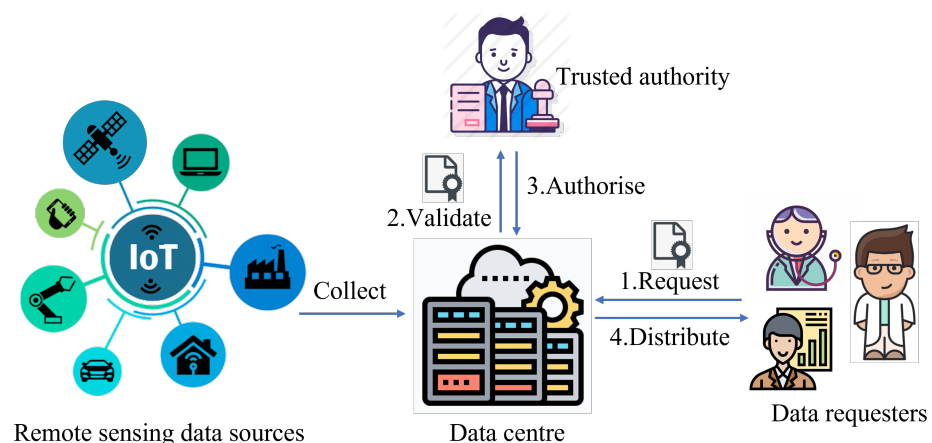 Trusted authority
3.Authorise
2.Validate
IoT
1.Request
Collect
4.Distribute
Data requesters
Remote sensing data sources
Data centre